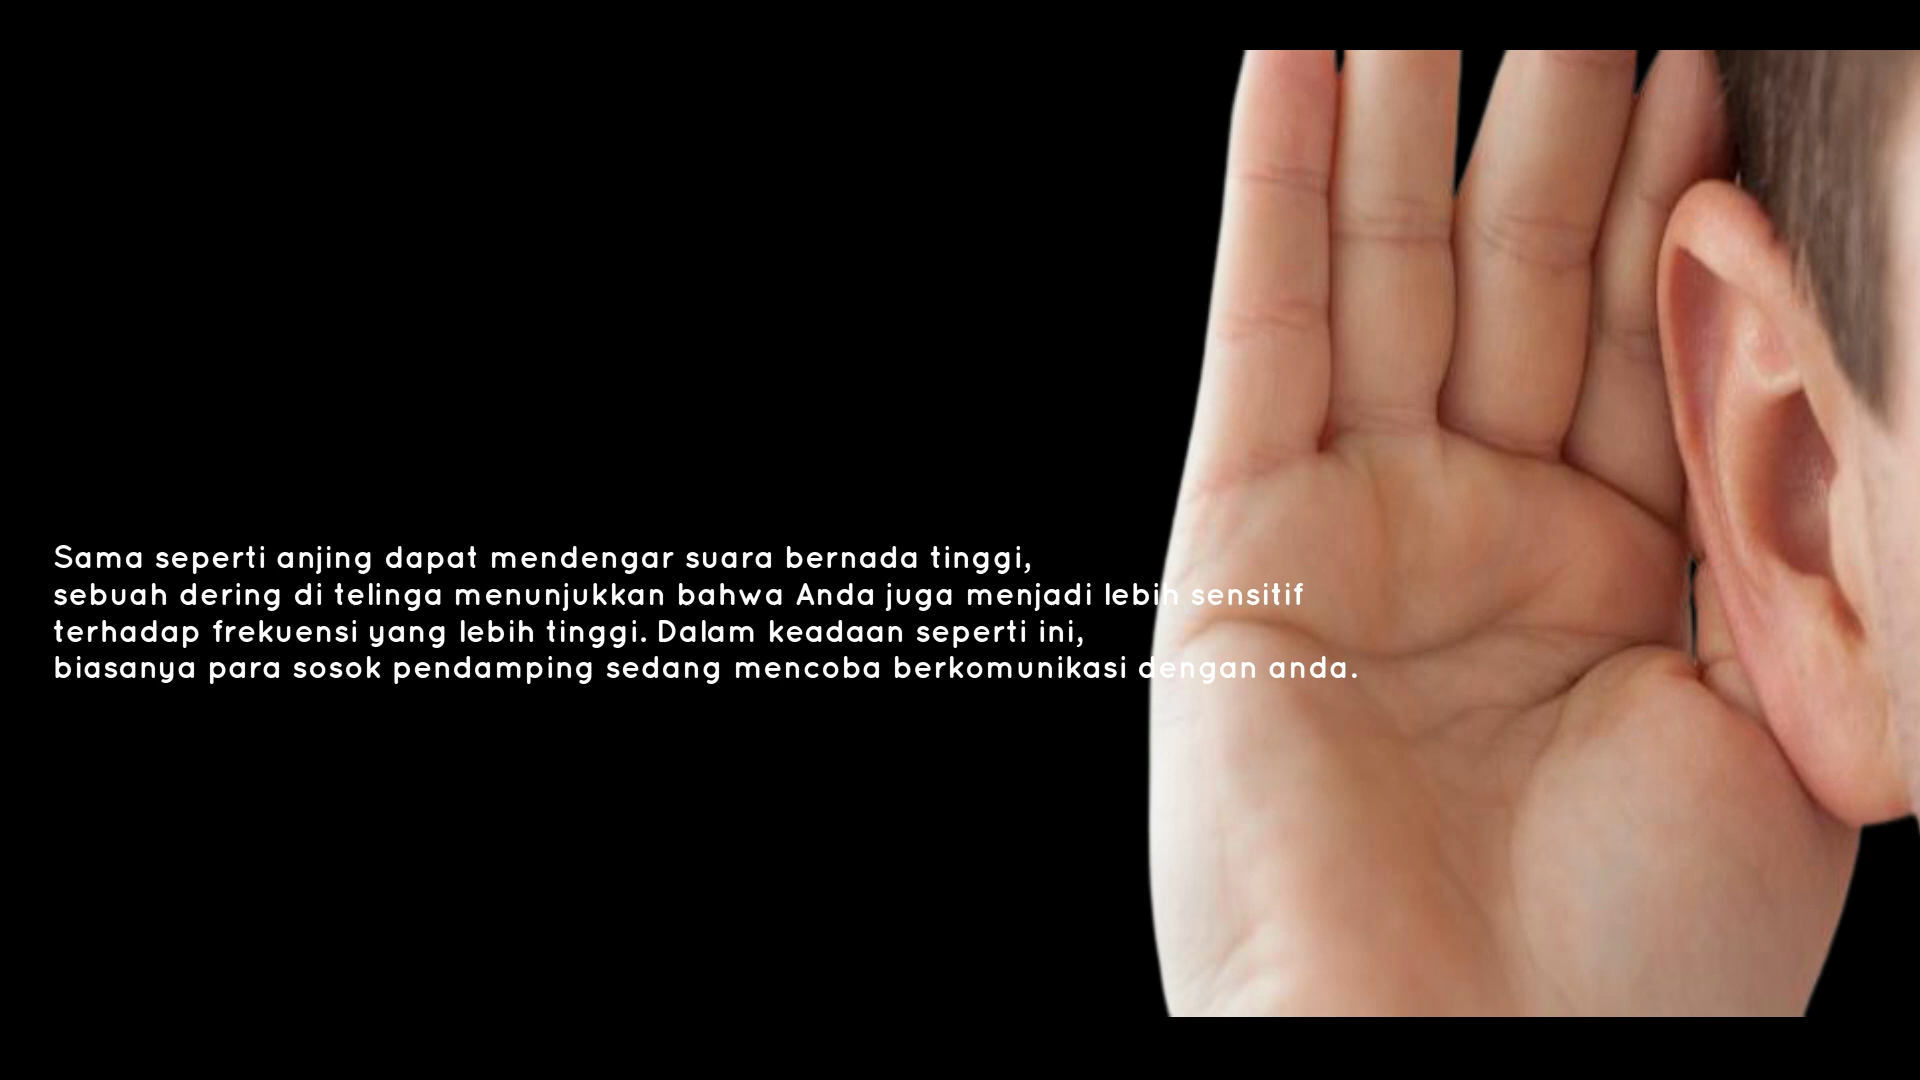 Sama seperti anjing dapat mendengar suara bernada tinggi,
sebuah dering di telinga menunjukkan bahwa Anda juga menjadi lebih sensitif
terhadap frekuensi yang lebih tinggi. Dalam keadaan seperti ini,
biasanya para sosok pendamping sedang mencoba berkomunikasi dengan anda.